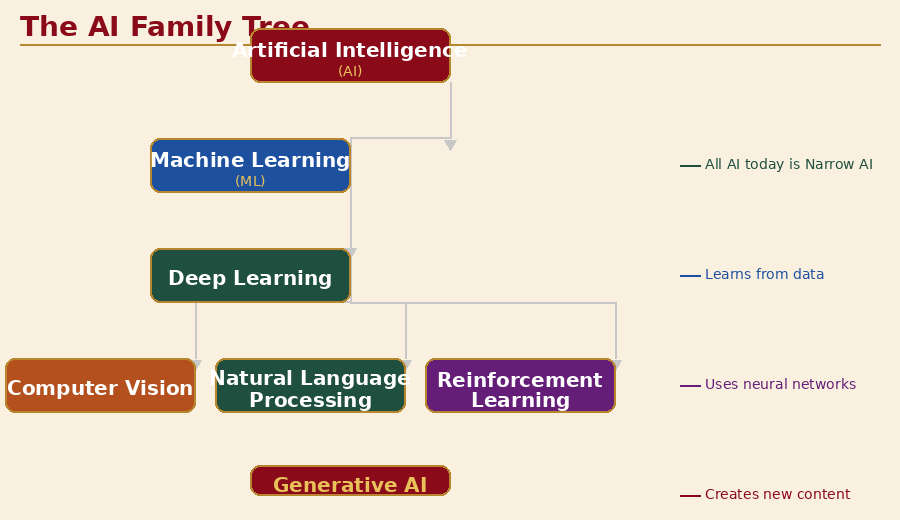 The AI Family Tree
Artificial Intelligence
(AI)
Machine Learning
(ML)
All AI today is Narrow AI
Deep Learning
Learns from data
Computer Vision
Natural Language
Processing
Reinforcement
Learning
Uses neural networks
Generative AI
Creates new content